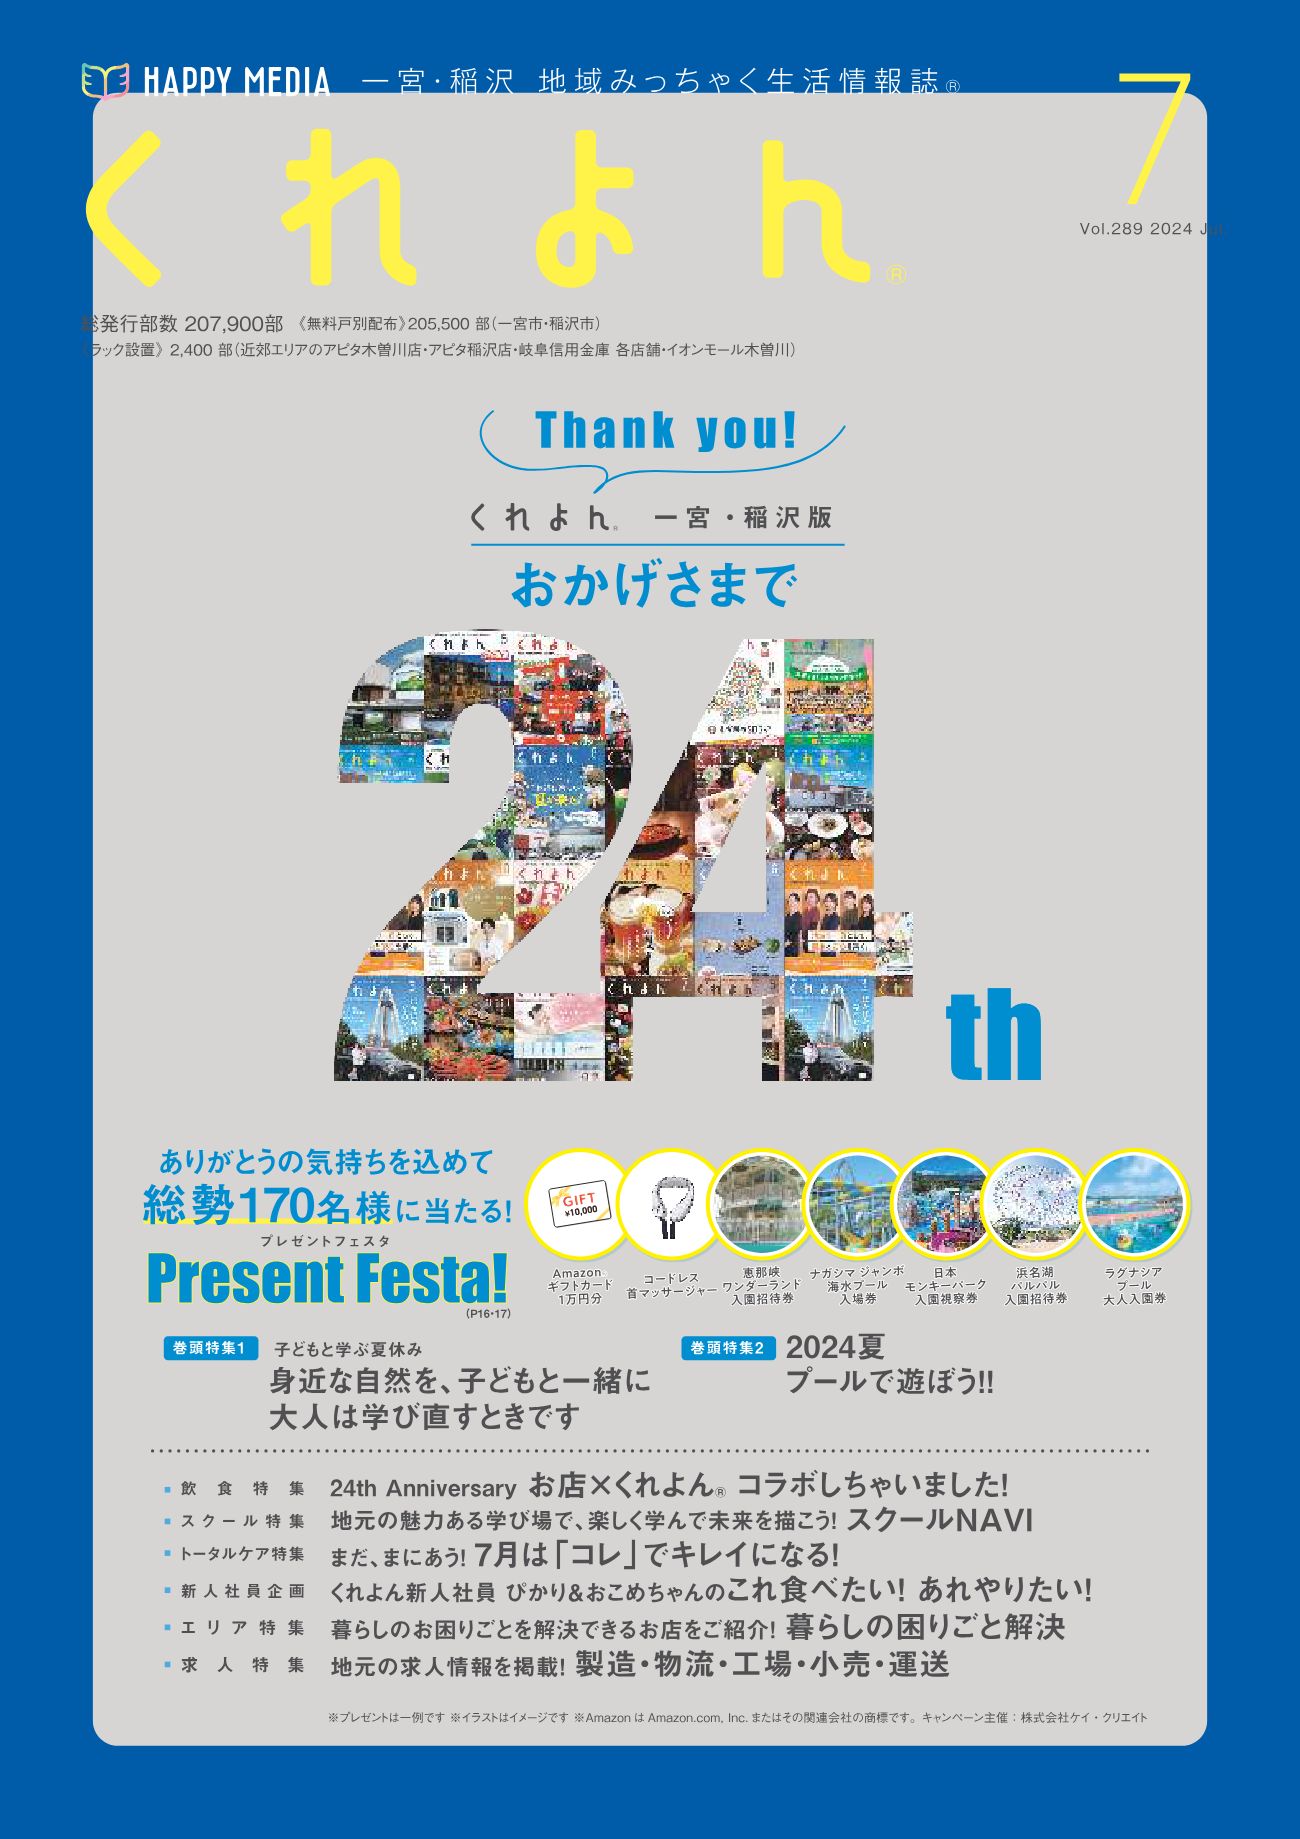 HAPPY MEDIA 一宮・稲沢 地域みっちゃく生活情報誌®
7
くれよん®
Vol.289 2024 Jul.
総発行部数 207,900部 《無料戸別配布》205,500 部(一宮市・稲沢市)
《ラック設置》 2,400 部(近郊エリアのアピタ木曽川店・アピタ稲沢店・岐阜信用金庫 各店舗・イオンモール木曽川)
Thank you!
くれよん® 一宮・稲沢版
おかげさまで
24th
ありがとうの気持ちを込めて
総勢170名様に当たる!
プレゼントフェスタ
Present Festa!
(P16・17)
GIFT
¥10,000
Amazon
ギフトカード
1万円分
コードレス
首マッサージャー
恵那峡
ワンダーランド
入園招待券
ナガシマ ジャンボ
海水プール
入場券
日本
モンキーパーク
入園視察券
浜名湖
パルパル
入園招待券
ラグナシア
プール
大人入園券
巻頭特集1 子どもと学ぶ夏休み
身近な自然を、子どもと一緒に
大人は学び直すときです
巻頭特集2 2024夏
プールで遊ぼう!!
飲食特集 24th Anniversary お店×くれよん® コラボしちゃいました!
スクール特集 地元の魅力ある学び場で、楽しく学んで未来を描こう! スクールNAVI
トータルケア特集 まだ、まにあう! 7月は「コレ」でキレイになる!
新人社員企画 くれよん新人社員 ぴかり&おこめちゃんのこれ食べたい! あれやりたい!
エリア特集 暮らしのお困りごとを解決できるお店をご紹介! 暮らしの困りごと解決
求人特集 地元の求人情報を掲載! 製造・物流・工場・小売・運送
※プレゼントは一例です ※イラストはイメージです ※Amazon は Amazon.com, Inc. またはその関連会社の商標です。 キャンペーン主催：株式会社ケイ・クリエイト